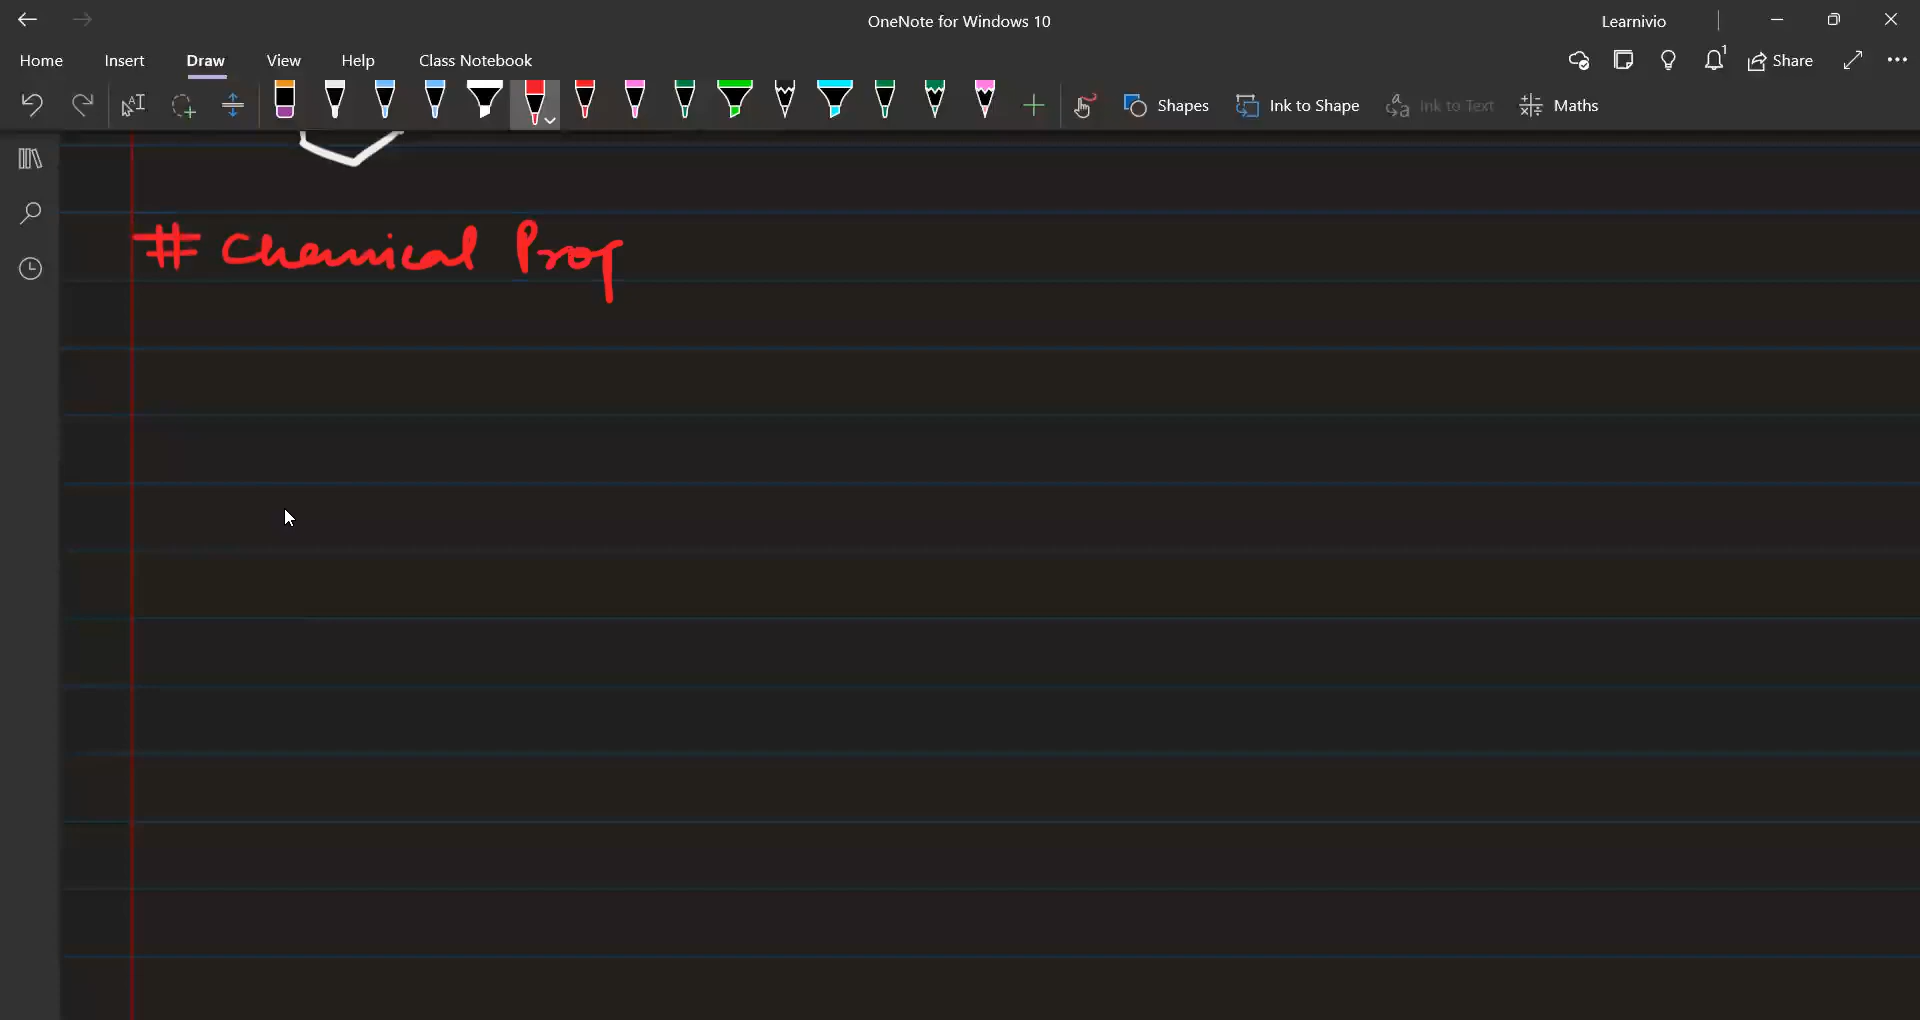 OneNote for Windows 10
Learnivio
Home Insert Draw View Help Class Notebook
1
Share
Shapes Ink to Shape Ink to Text Maths
# Chemical Prop